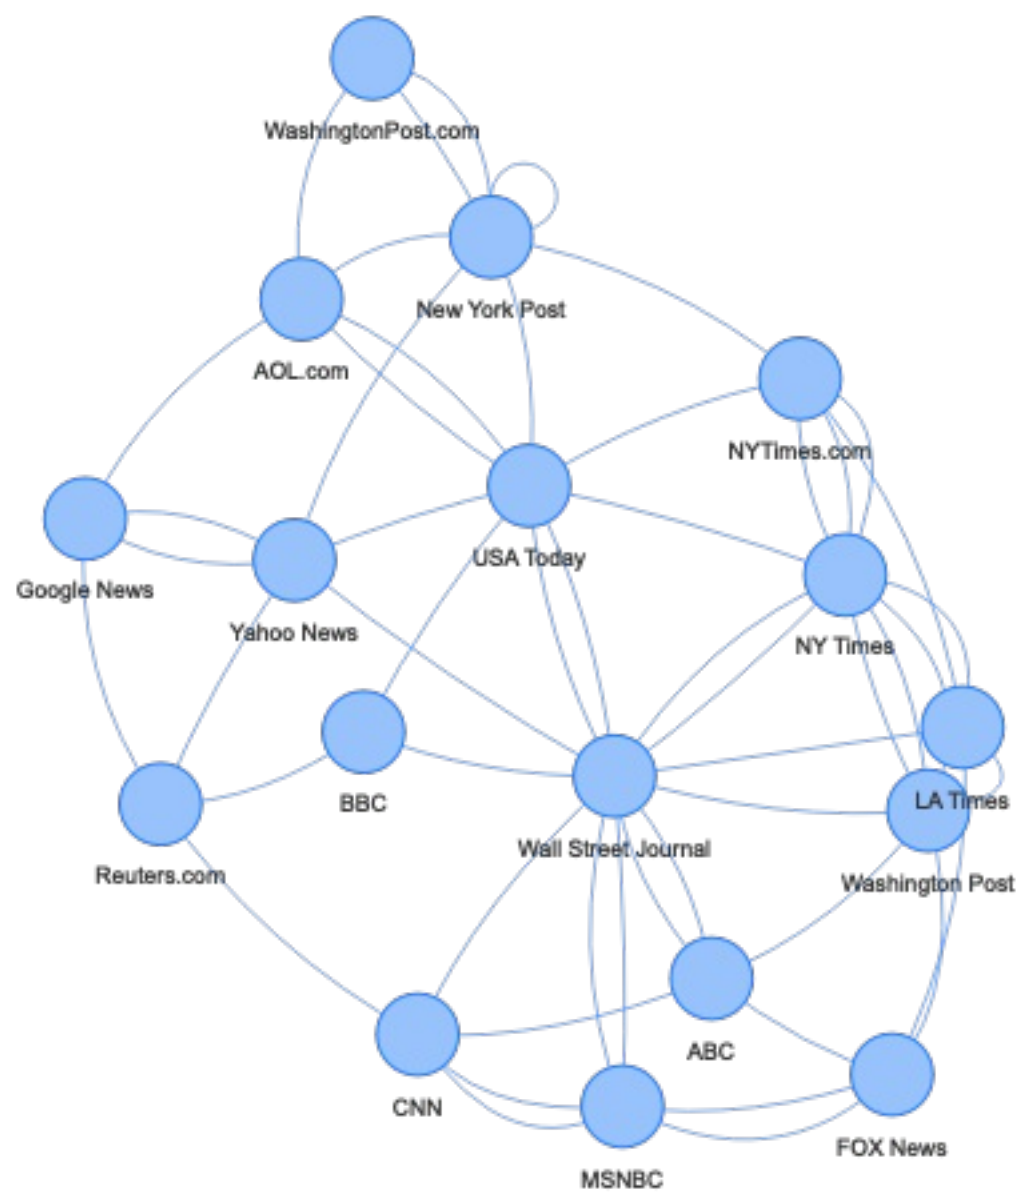 WashingtonPost.com
New York Post
AOL.com
NYTimes.com
USA Today
Google News
Yahoo News
NY Times
BBC
LA Times
Wall Street Journal
Reuters.com
Washington Post
ABC
CNN
FOX News
MSNBC